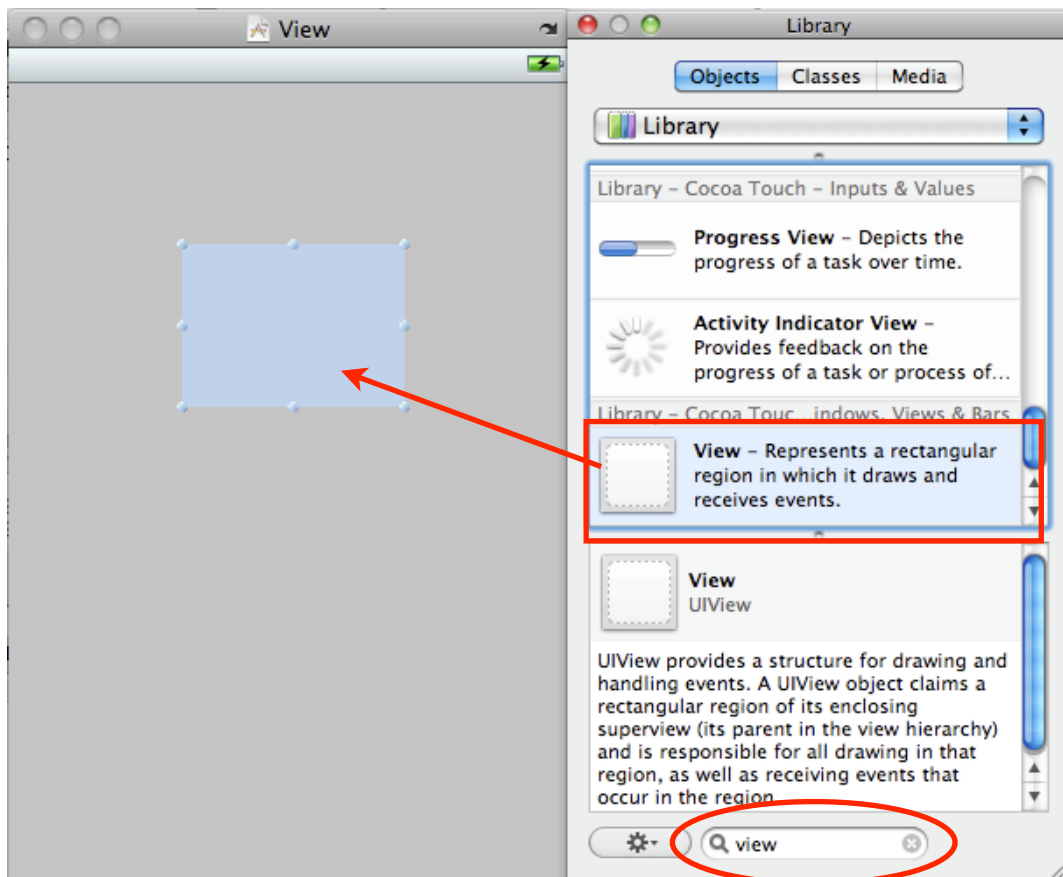 View
Library
Objects Classes Media
Library
Library – Cocoa Touch – Inputs & Values
Progress View – Depicts the
progress of a task over time.
Activity Indicator View –
Provides feedback on the
progress of a task or process of...
Library – Cocoa Touc...indows, Views & Bars
View – Represents a rectangular
region in which it draws and
receives events.
View
UIView
UIView provides a structure for drawing and
handling events. A UIView object claims a
rectangular region of its enclosing
superview (its parent in the view hierarchy)
and is responsible for all drawing in that
region, as well as receiving events that
occur in the region
view